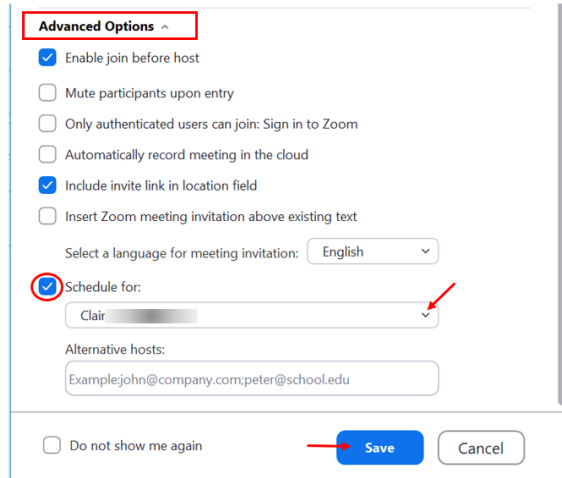 Advanced Options
Enable join before host
Mute participants upon entry
Only authenticated users can join: Sign in to Zoom
Automatically record meeting in the cloud
Include invite link in location field
Insert Zoom meeting invitation above existing text
Select a language for meeting invitation: English
Schedule for:
Alternative hosts:
Example:john@company.com;peter@school.edu
Do not show me again Save Cancel